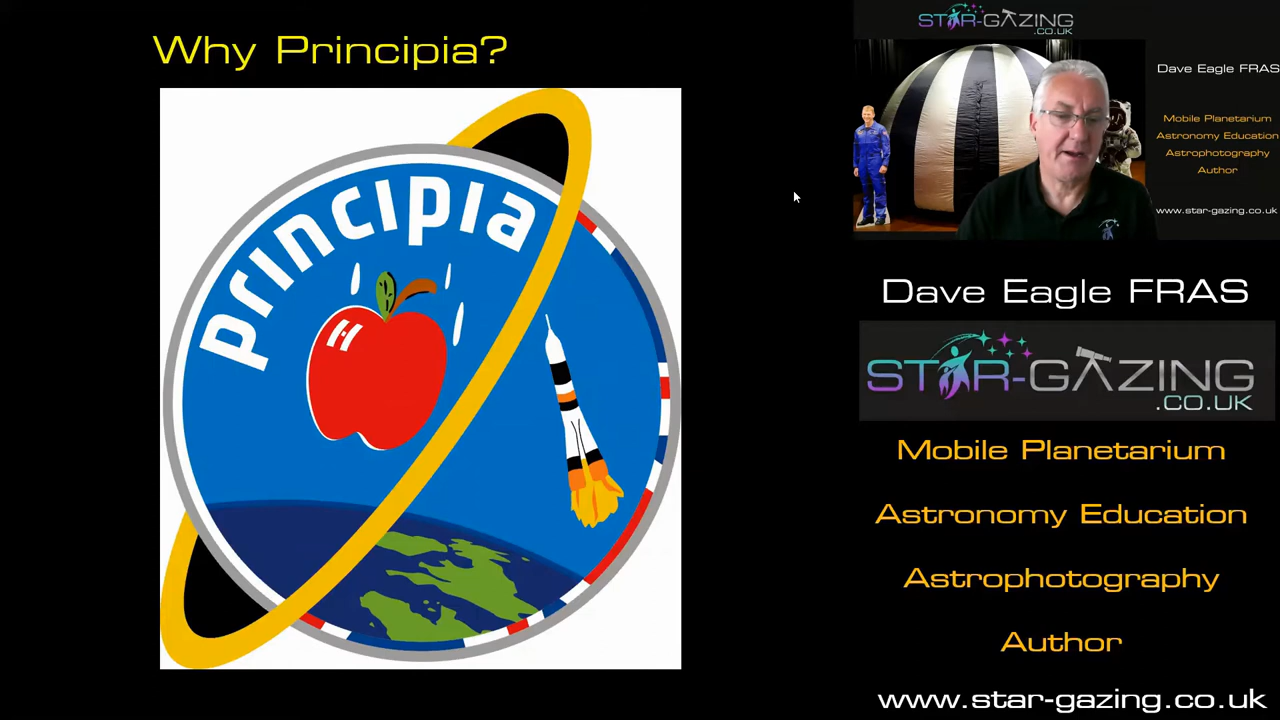 Why Principia?
principia
STAR-GAZING
.CO.UK
Dave Eagle FRAS
Mobile Planetarium
Astronomy Education
Astrophotography
Author
www.star-gazing.co.uk
Dave Eagle FRAS
STAR-GAZING
.CO.UK
Mobile Planetarium
Astronomy Education
Astrophotography
Author
www.star-gazing.co.uk